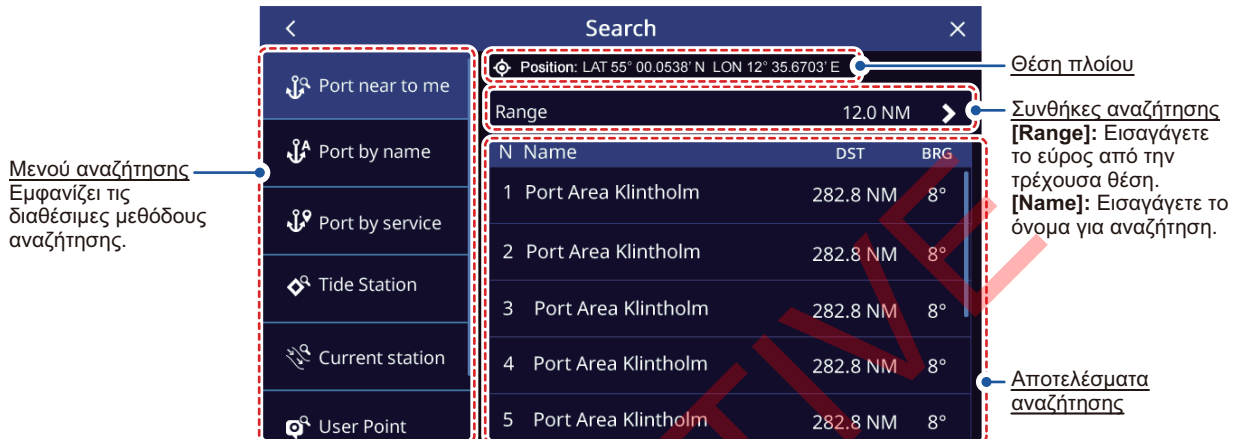 Search
Port near to me
Port by name
Port by service
Tide Station
Current station
User Point
Position: LAT 55° 00.0538' N LON 12° 35.6703' E
Range 12.0 NM
N Name DST BRG
1 Port Area Klintholm 282.8 NM 8°
2 Port Area Klintholm 282.8 NM 8°
3 Port Area Klintholm 282.8 NM 8°
4 Port Area Klintholm 282.8 NM 8°
5 Port Area Klintholm 282.8 NM 8°
Μενού αναζήτησης
Εμφανίζει τις
διαθέσιμες μεθόδους
αναζήτησης.
Θέση πλοίου
Συνθήκες αναζήτησης
[Range]: Εισαγάγετε
το εύρος από την
τρέχουσα θέση.
[Name]: Εισαγάγετε το
όνομα για αναζήτηση.
Αποτελέσματα
αναζήτησης